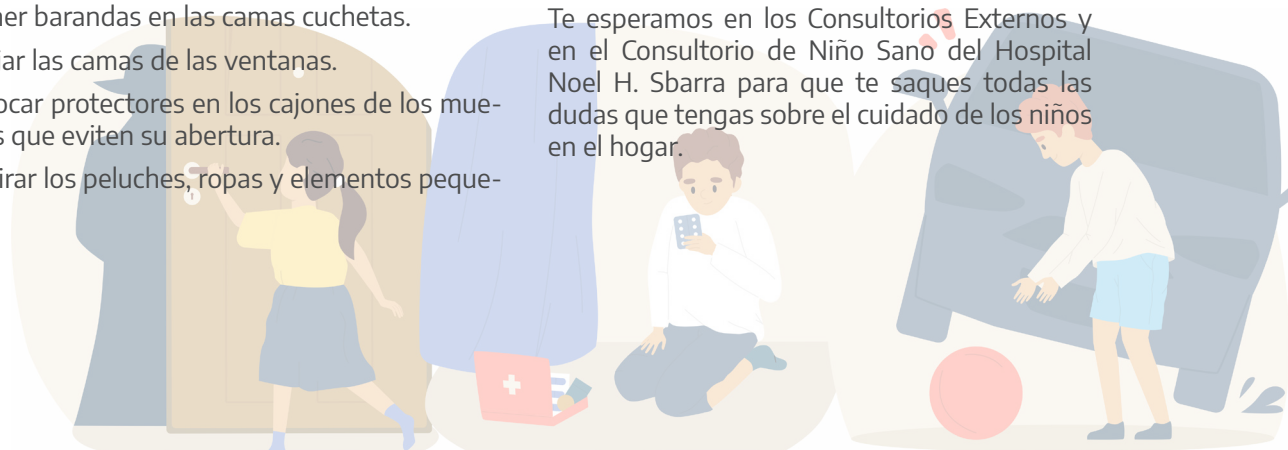 ner barandas en las camas cuchetas.
iar las camas de las ventanas.
ocar protectores en los cajones de los mue-
s que eviten su abertura.
irar los peluches, ropas y elementos peque-
Te esperamos en los Consultorios Externos y
en el Consultorio de Niño Sano del Hospital
Noel H. Sbarra para que te saques todas las
dudas que tengas sobre el cuidado de los niños
en el hogar.